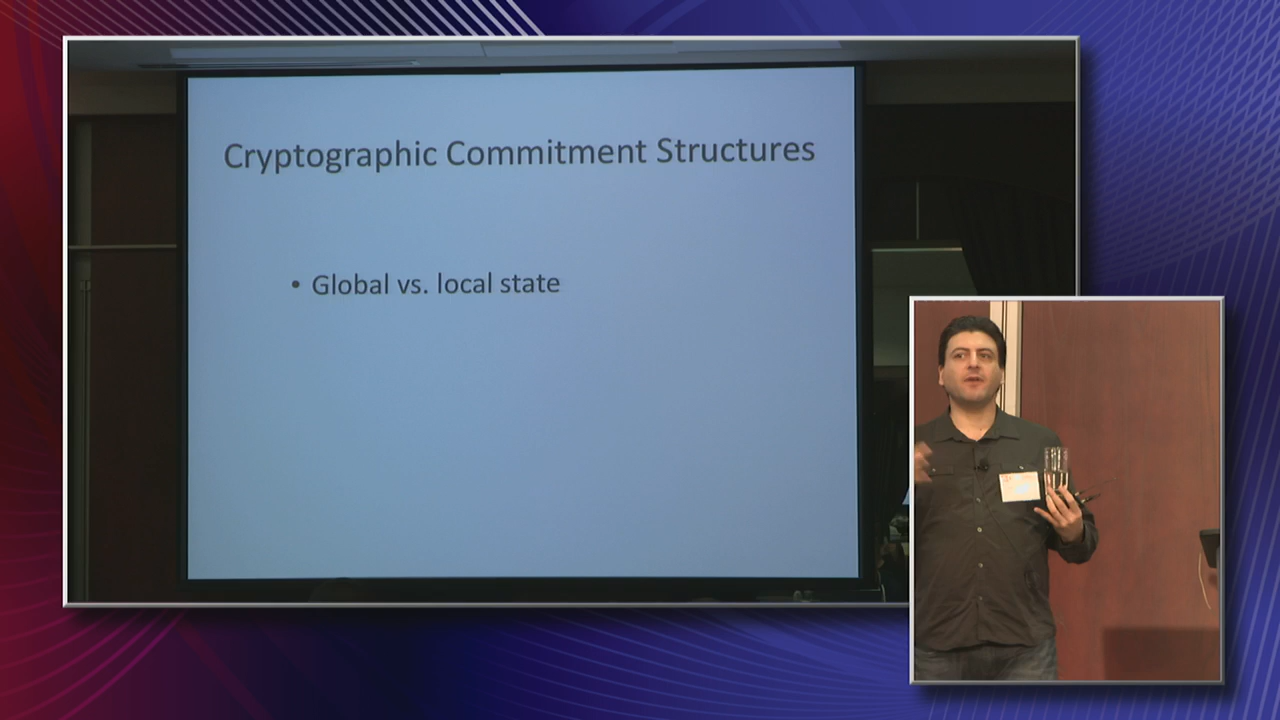 Cryptographic Commitment Structures
• Global vs. local state